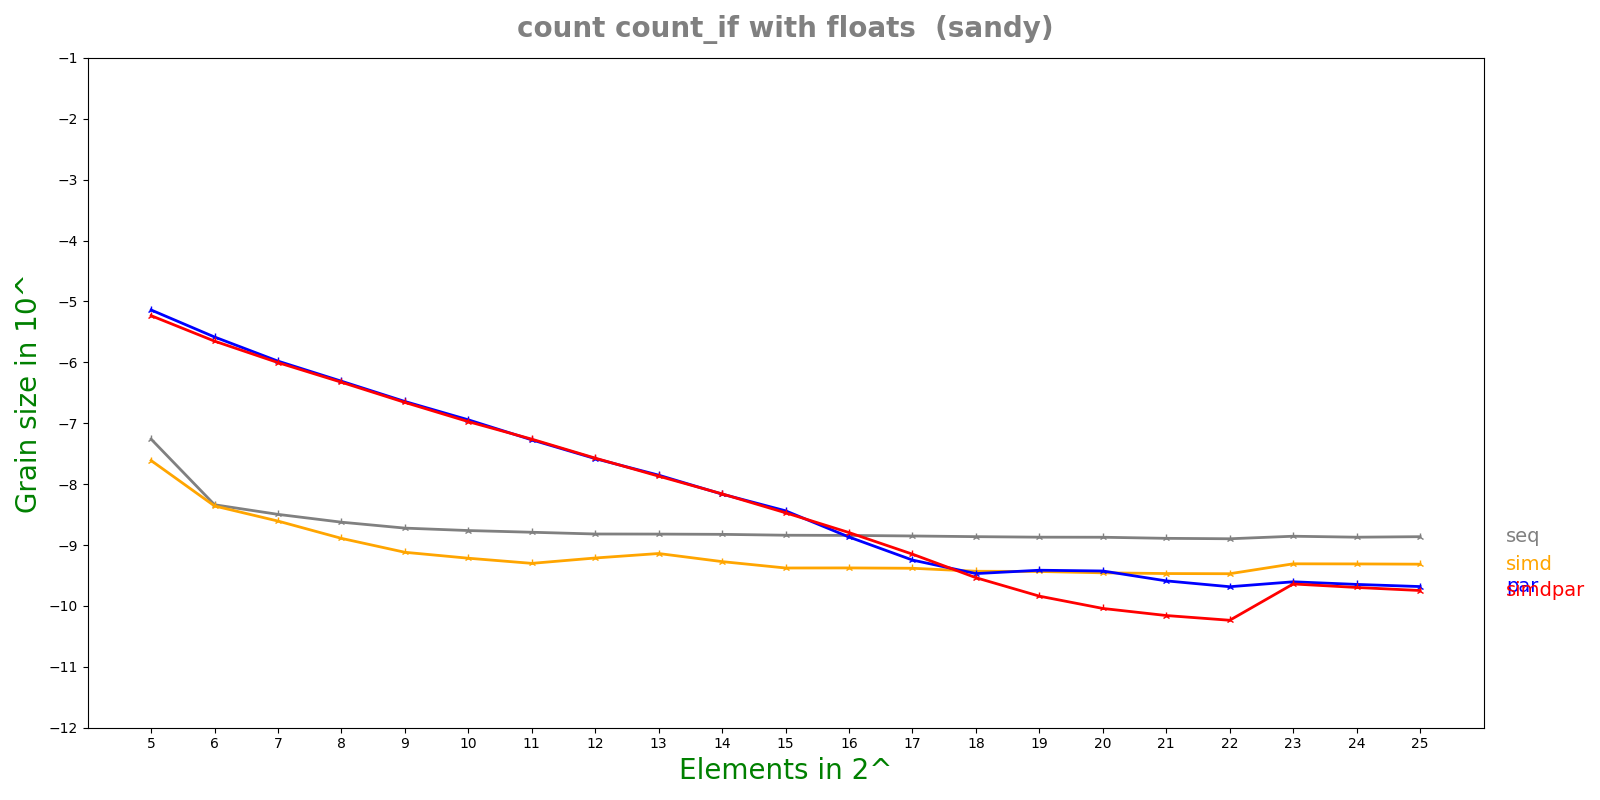 count count_if with floats  (sandy)
Grain size in 10^
−1
−2
−3
−4
−5
−6
−7
−8
−9
−10
−11
−12
seq
simd
par
simdpar
5 6 7 8 9 10 11 12 13 14 15 16 17 18 19 20 21 22 23 24 25
Elements in 2^